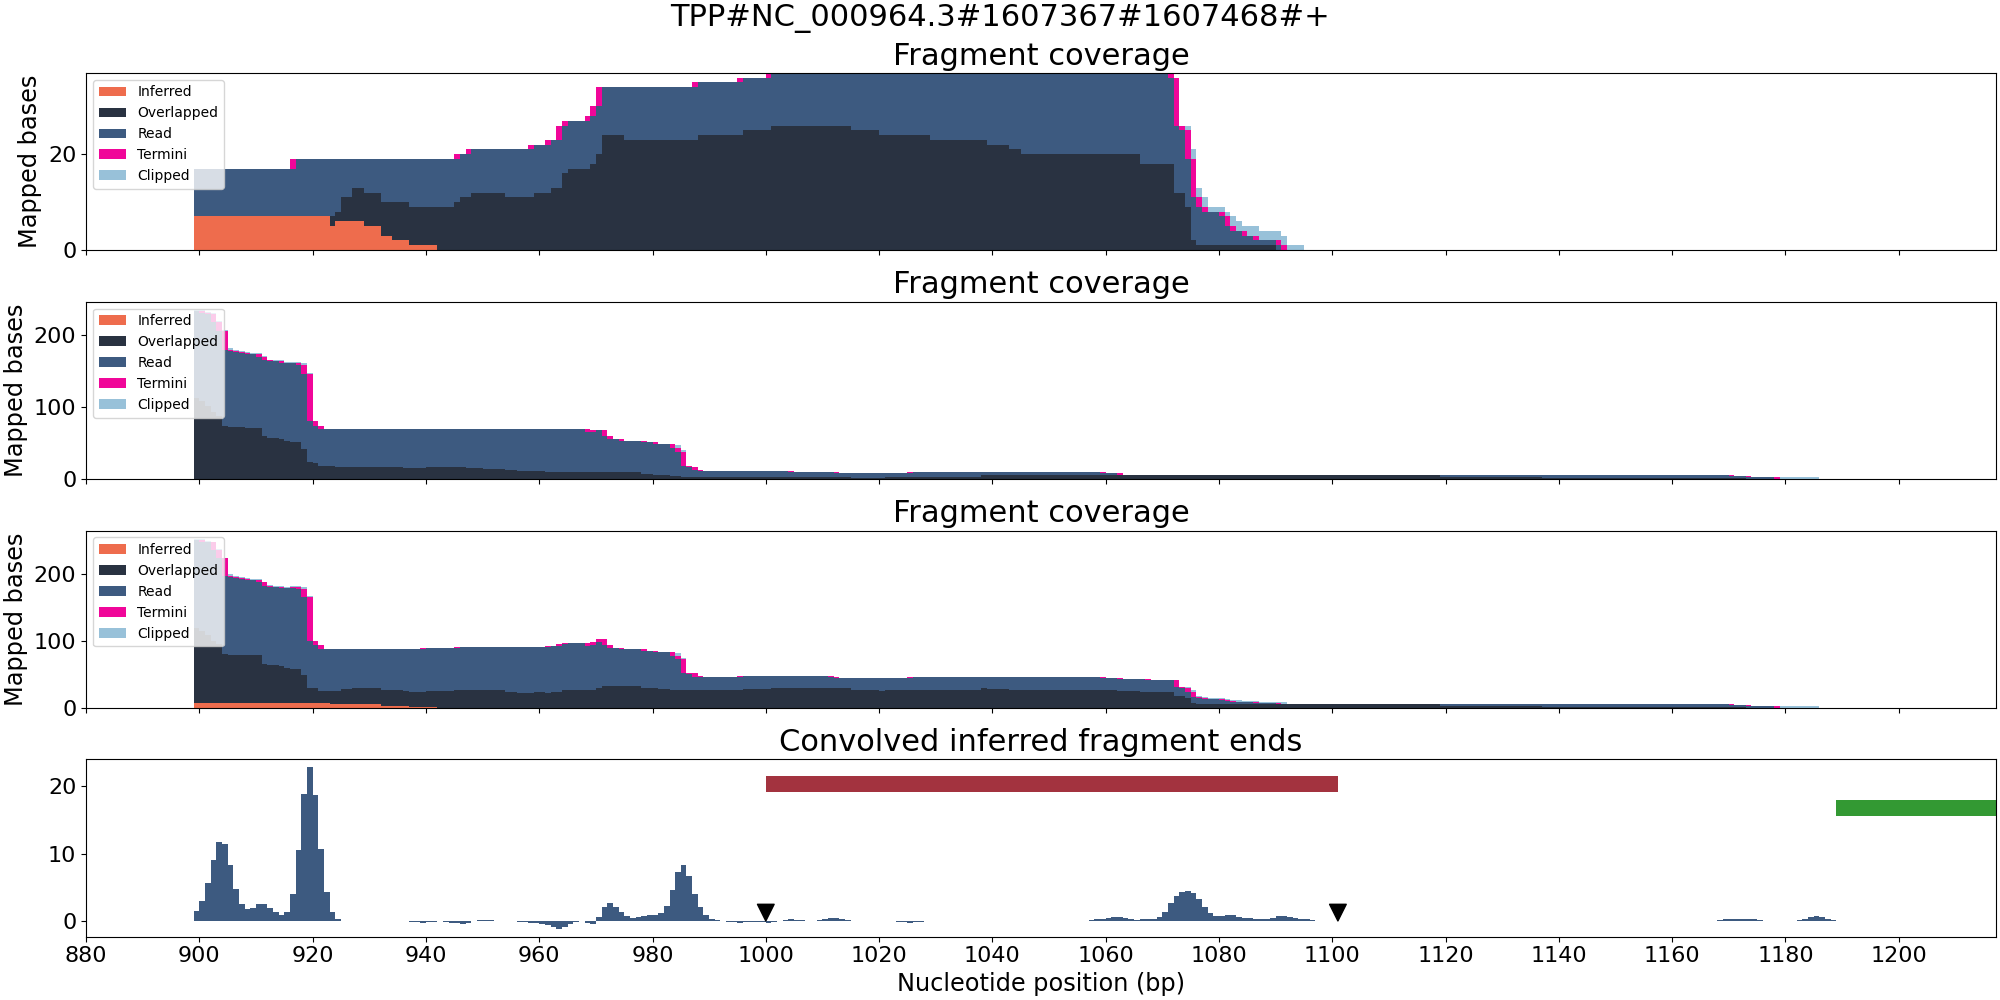 TPP#NC_000964.3#1607367#1607468#+
Fragment coverage
Mapped bases
20
0
Inferred
Overlapped
Read
Termini
Clipped
Fragment coverage
Mapped bases
200
100
0
Inferred
Overlapped
Read
Termini
Clipped
Fragment coverage
Mapped bases
200
100
0
Inferred
Overlapped
Read
Termini
Clipped
Convolved inferred fragment ends
20
10
0
880 900 920 940 960 980 1000 1020 1040 1060 1080 1100 1120 1140 1160 1180 1200
Nucleotide position (bp)